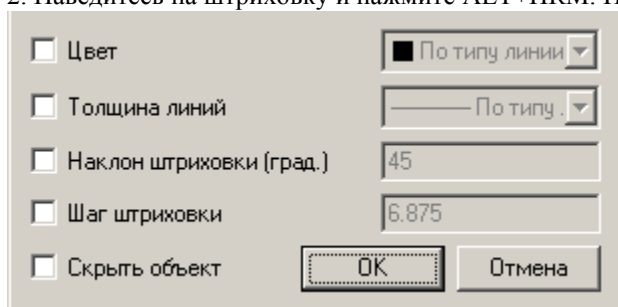 2. Наведитесь на штриховку и нажмите ALT+ПКМ. П
Цвет По типу линии
Толщина линий По типу .
Наклон штриховки (град.) 45
Шаг штриховки 6.875
Скрыть объект OK Отмена